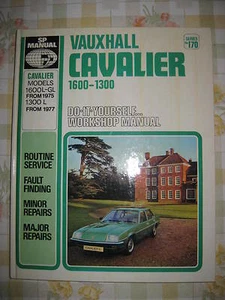 SP
MANUAL
CAVALIER
MODELS
1600L-GL
FROM 1975
1300 L
FROM 1977
VAUXHALL
CAVALIER
1600-1300
SERIES
No 170
DO-IT-YOURSELF...
WORKSHOP MANUAL
ROUTINE
SERVICE
FAULT
FINDING
MINOR
REPAIRS
MAJOR
REPAIRS